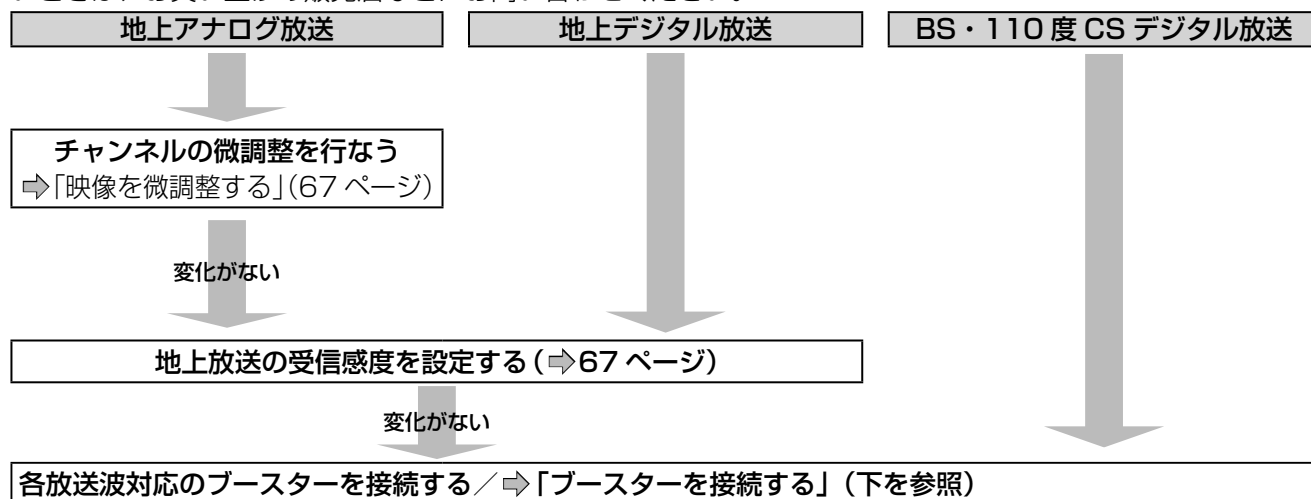 地上アナログ放送
地上デジタル放送
BS・110度CSデジタル放送
チャンネルの微調整を行なう
⇨「映像を微調整する」(67ページ)
変化がない
地上放送の受信感度を設定する(⇨67ページ)
変化がない
各放送波対応のブースターを接続する／⇨「ブースターを接続する」(下を参照)